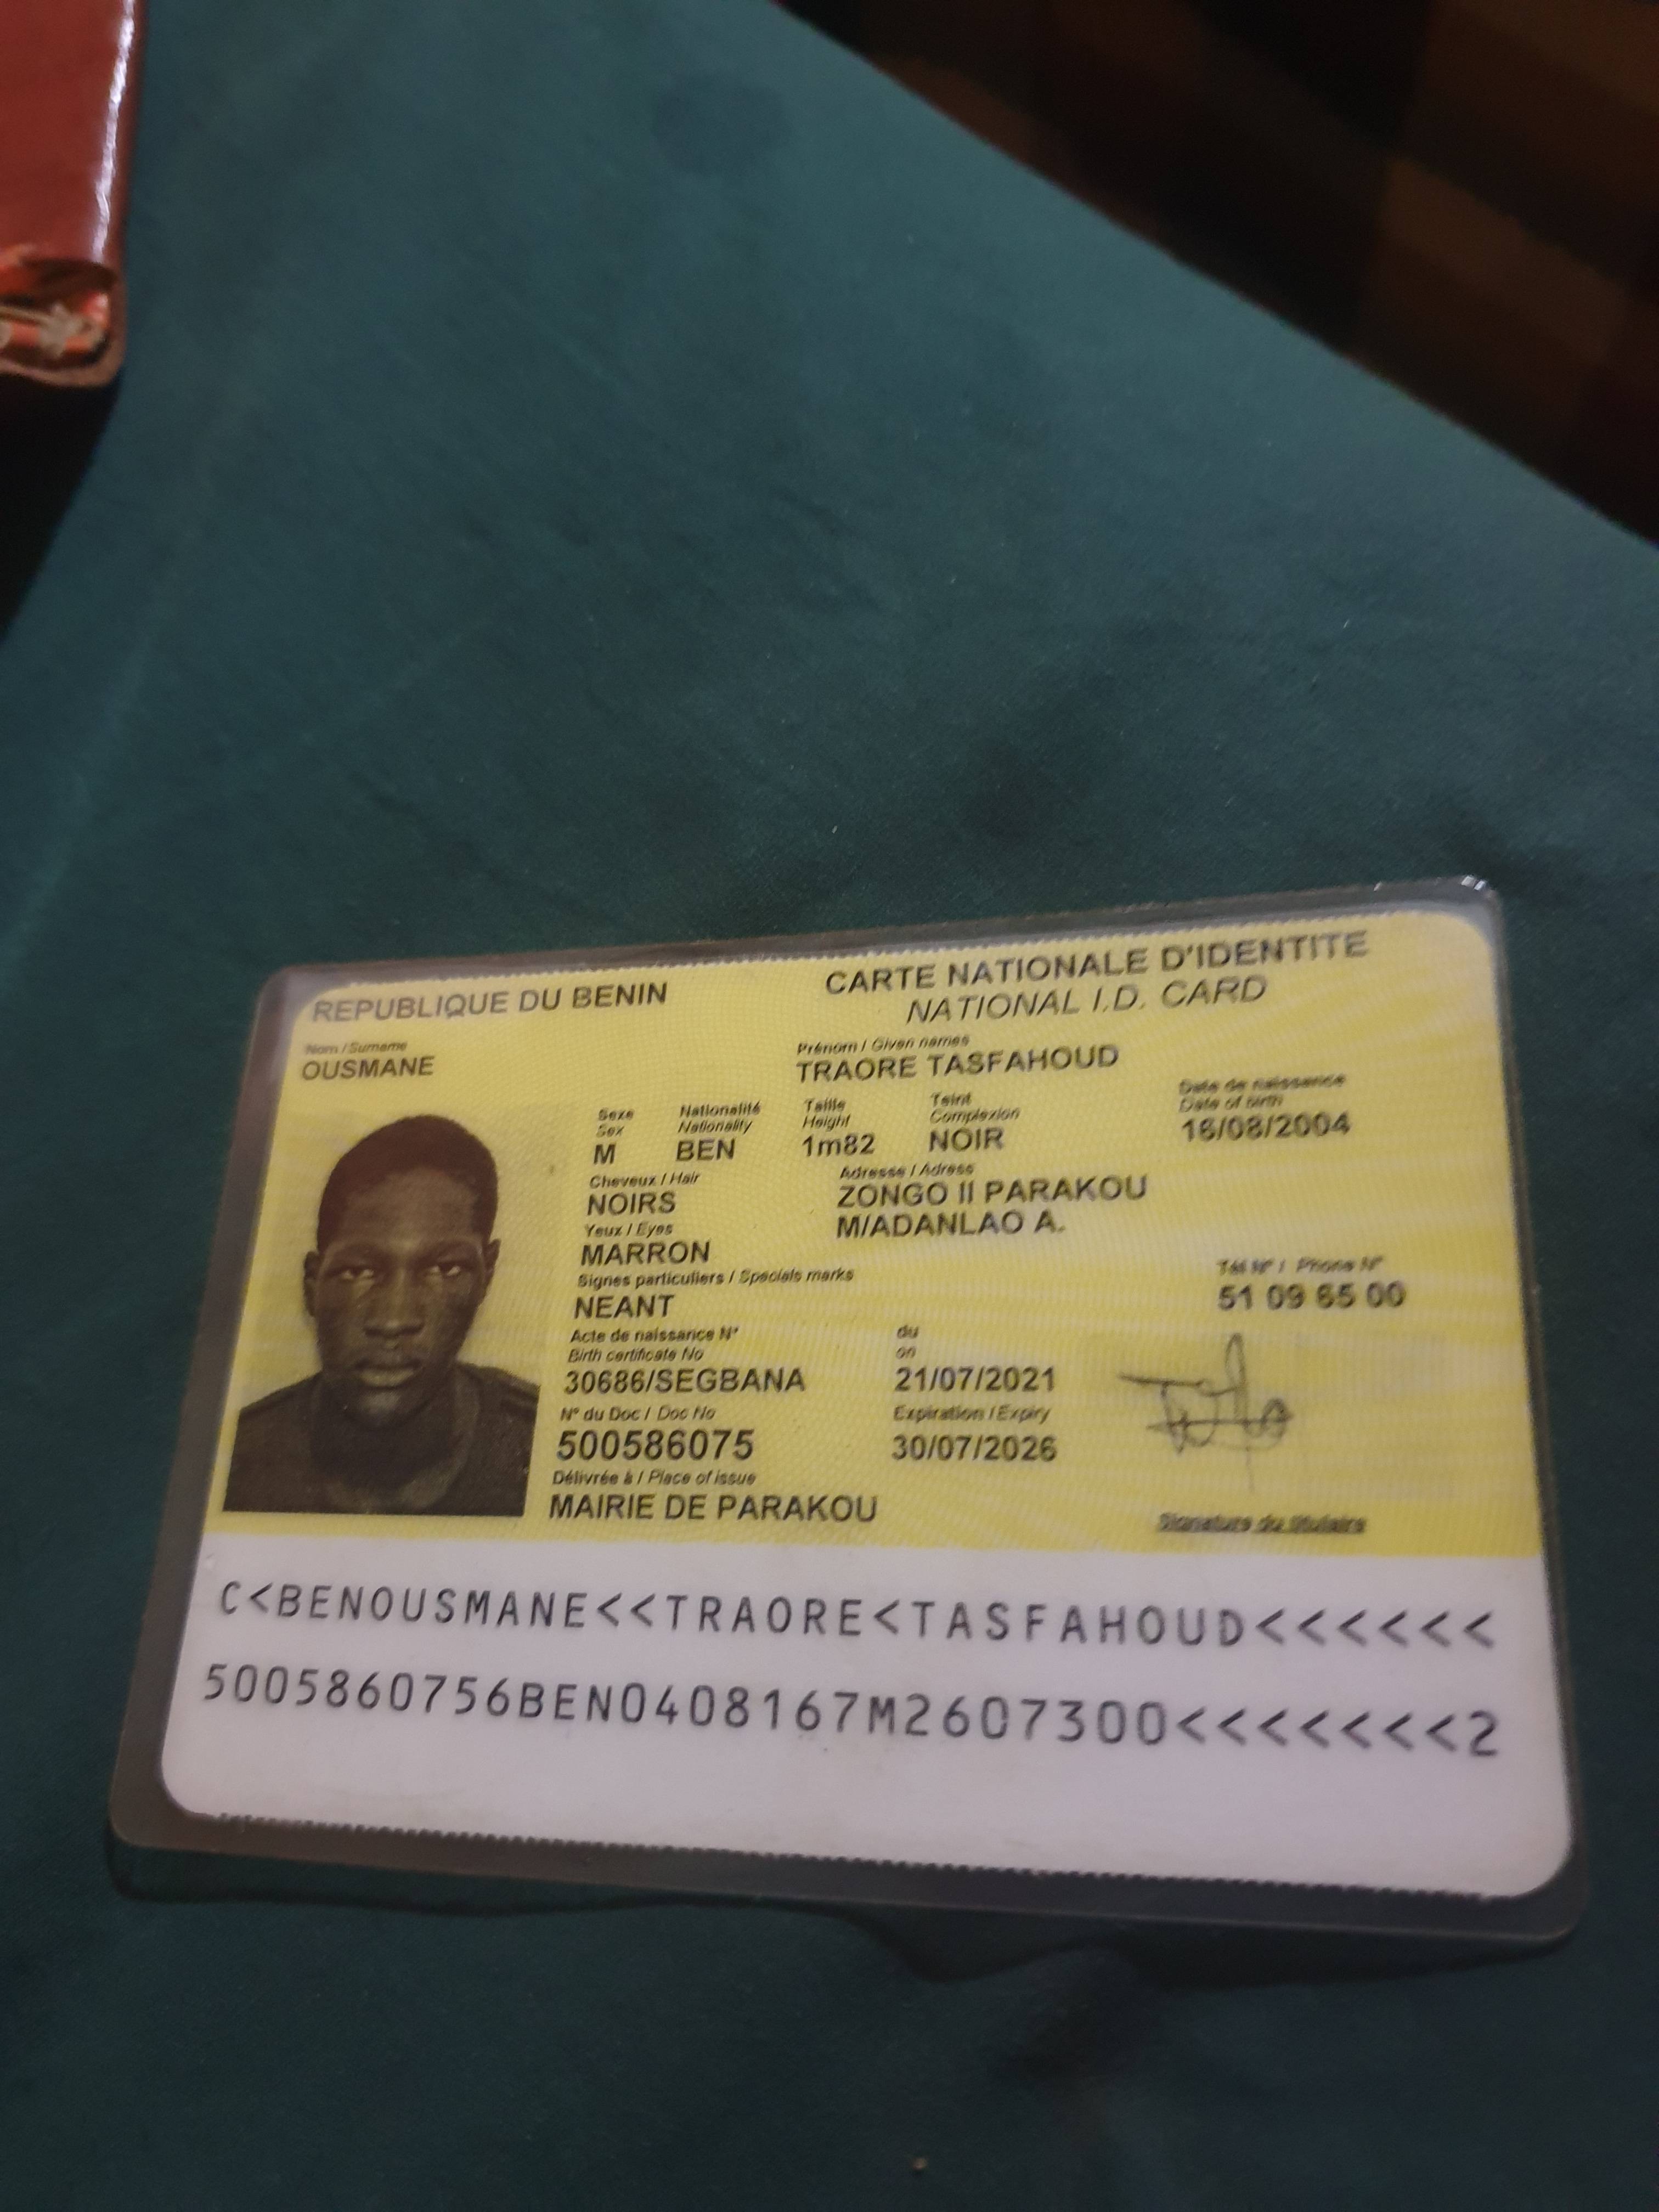 REPUBLIQUE DU BENIN
CARTE NATIONALE D'IDENTITE
NATIONAL I.D. CARD
Nom / Surname
OUSMANE
Prénom / Given names
TRAORE TASFAHOUD
Sexe Nationalité Taille Teint Date de naissance
Sex Nationality Height Complexion Date of birth
M BEN 1m82 NOIR 16/08/2004
Cheveux / Hair Adresse / Adress
NOIRS ZONGO II PARAKOU
Yeux / Eyes M/ADANLAO A.
MARRON
Signes particuliers / Specials marks Tél N° / Phone N°
NEANT 51 09 65 00
Acte de naissance N° du
Birth certificate No on
30686/SEGBANA 21/07/2021
N° du Doc / Doc No Expiration / Expiry
500586075 30/07/2026
Délivrée à / Place of issue
MAIRIE DE PARAKOU
Signature du titulaire
C<BENOUSMANE<<TRAORE<TASFAHOUD<<<<<<
5005860756BEN0408167M2607300<<<<<<<2